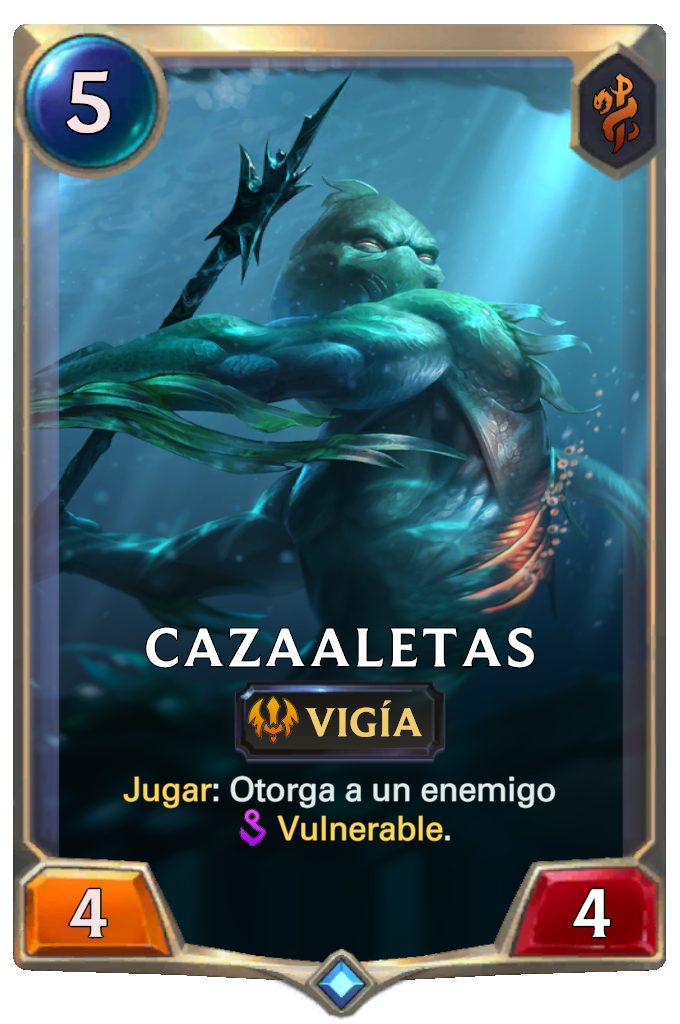 5
CAZAALETAS
VIGÍA
Jugar: Otorga a un enemigo
Vulnerable.
4
4